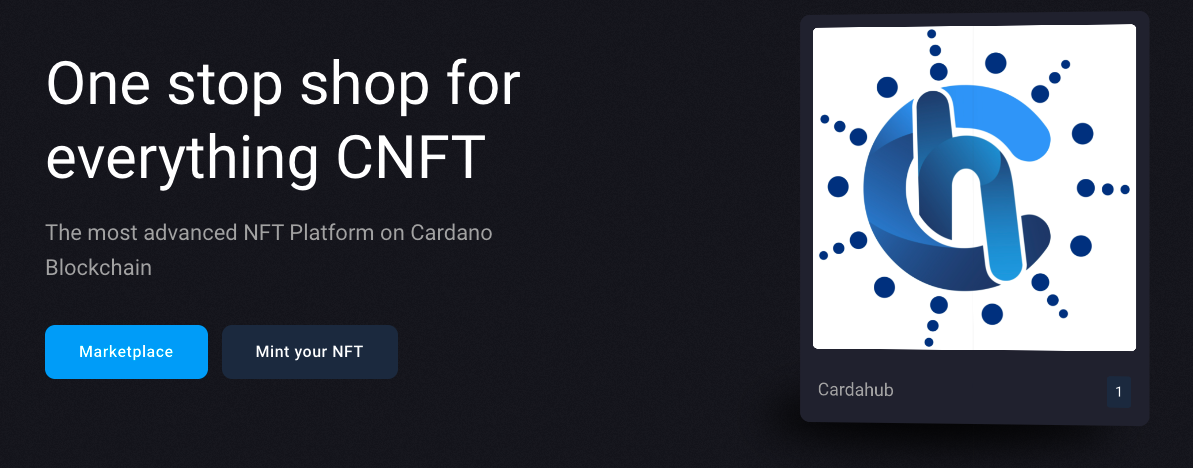 One stop shop for
everything CNFT
The most advanced NFT Platform on Cardano
Blockchain
Marketplace
Mint your NFT
Cardahub
1